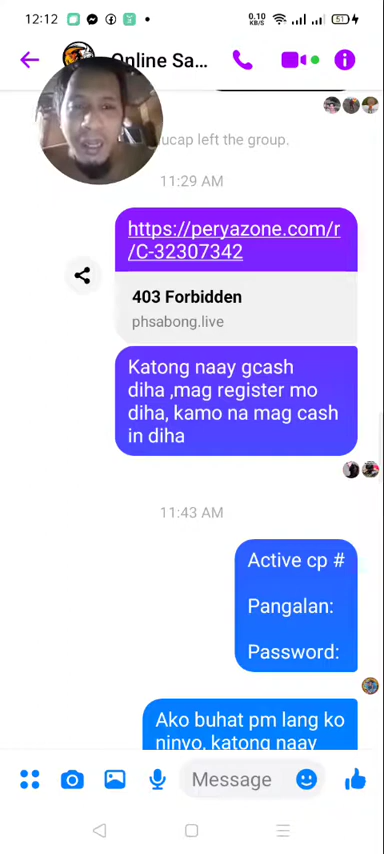 12:12
0.10
KB/S
51
Online Sa...
ucap left the group.
11:29 AM
https://peryazone.com/r
/C-32307342
403 Forbidden
phsabong.live
Katong naay gcash
diha ,mag register mo
diha, kamo na mag cash
in diha
11:43 AM
Active cp #
Pangalan:
Password:
Ako buhat pm lang ko
ninyo, katong naay
Message